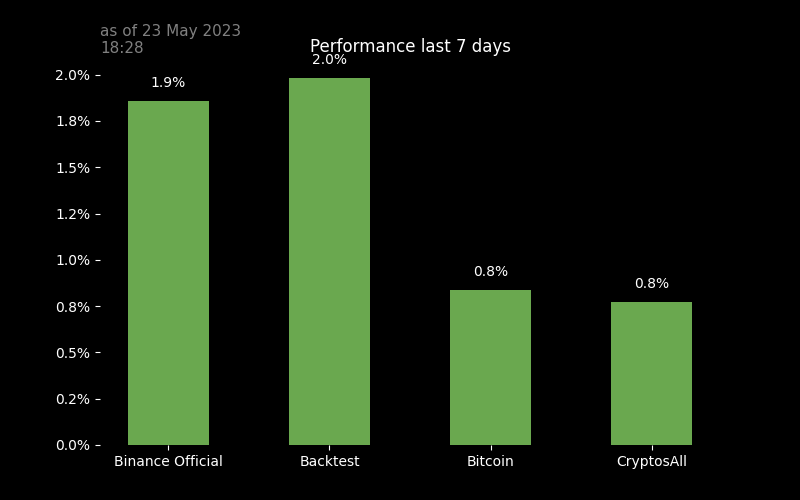 as of 23 May 2023
18:28
Performance last 7 days
2.0%
1.8%
1.5%
1.2%
1.0%
0.8%
0.5%
0.2%
0.0%
1.9%
2.0%
0.8%
0.8%
Binance Official
Backtest
Bitcoin
CryptosAll